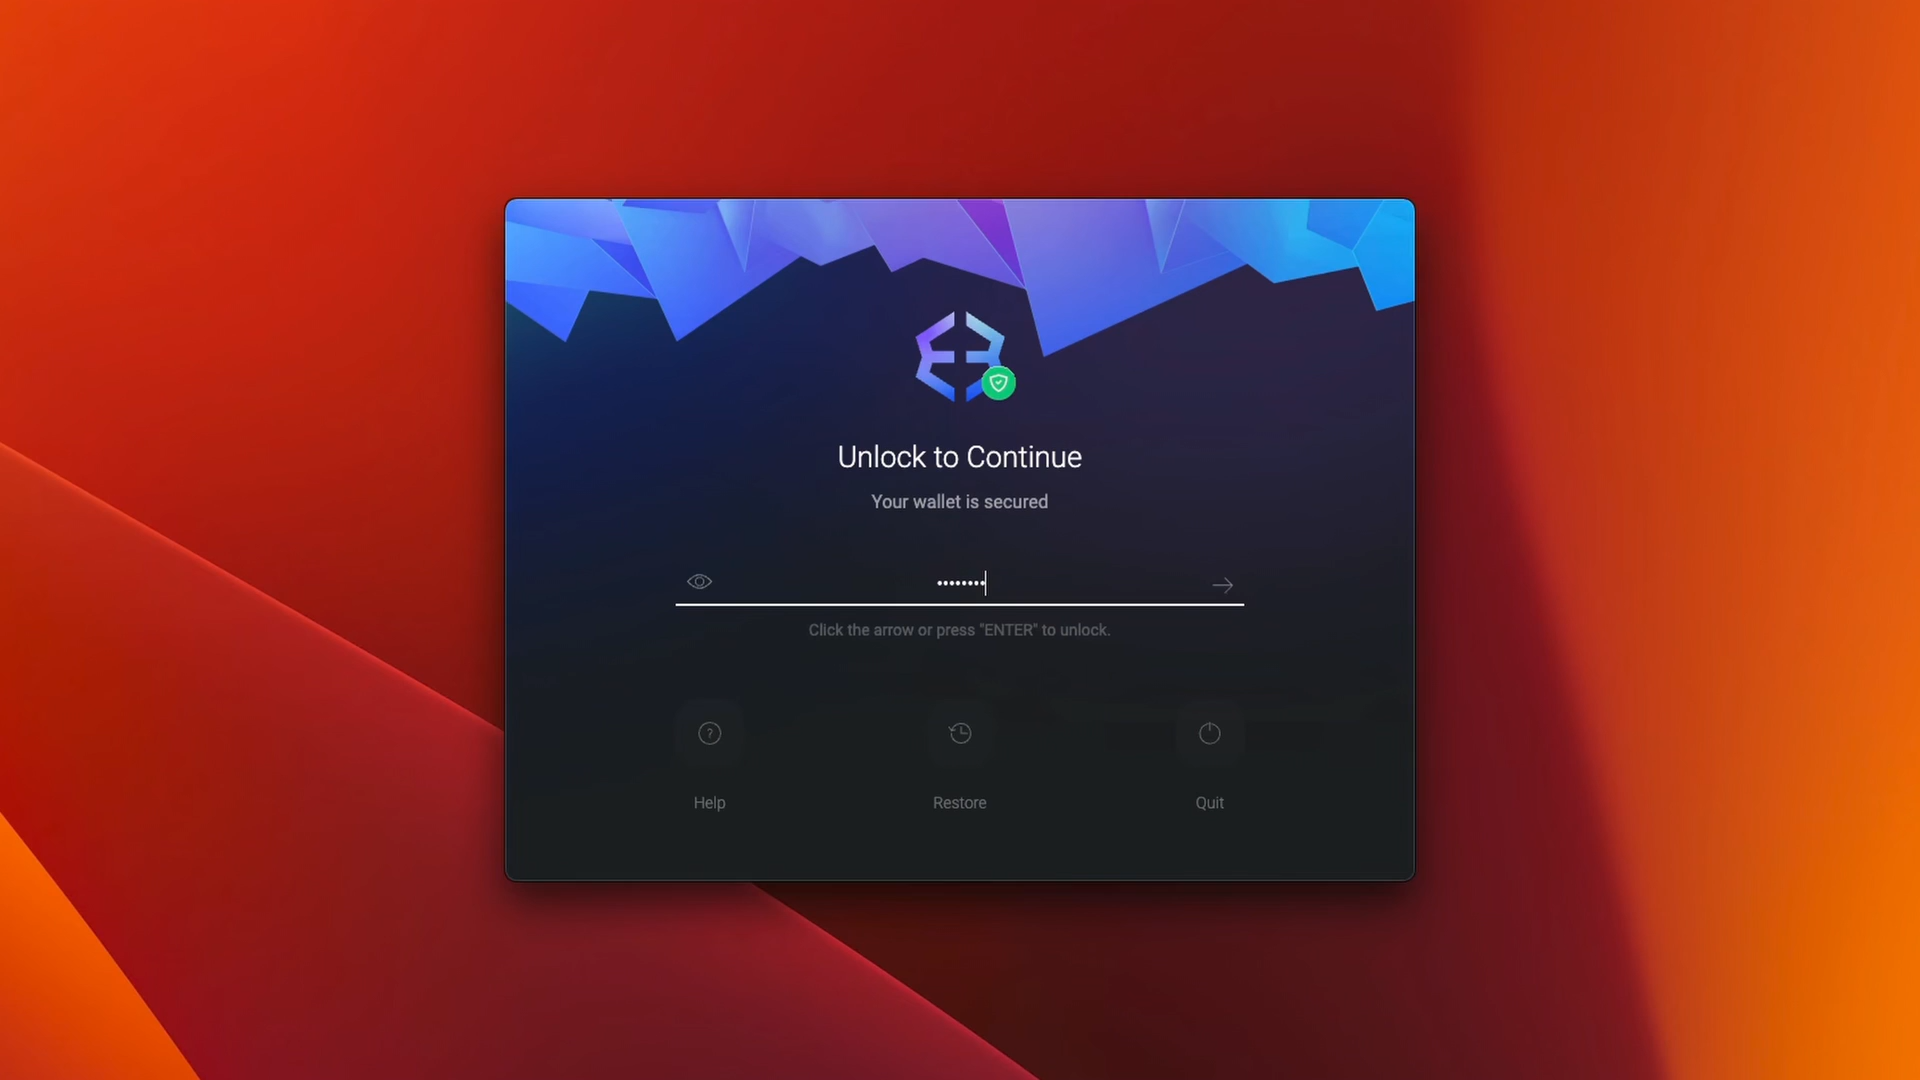 Unlock to Continue
Your wallet is secured
••••••••
Click the arrow or press "ENTER" to unlock.
Help
Restore
Quit